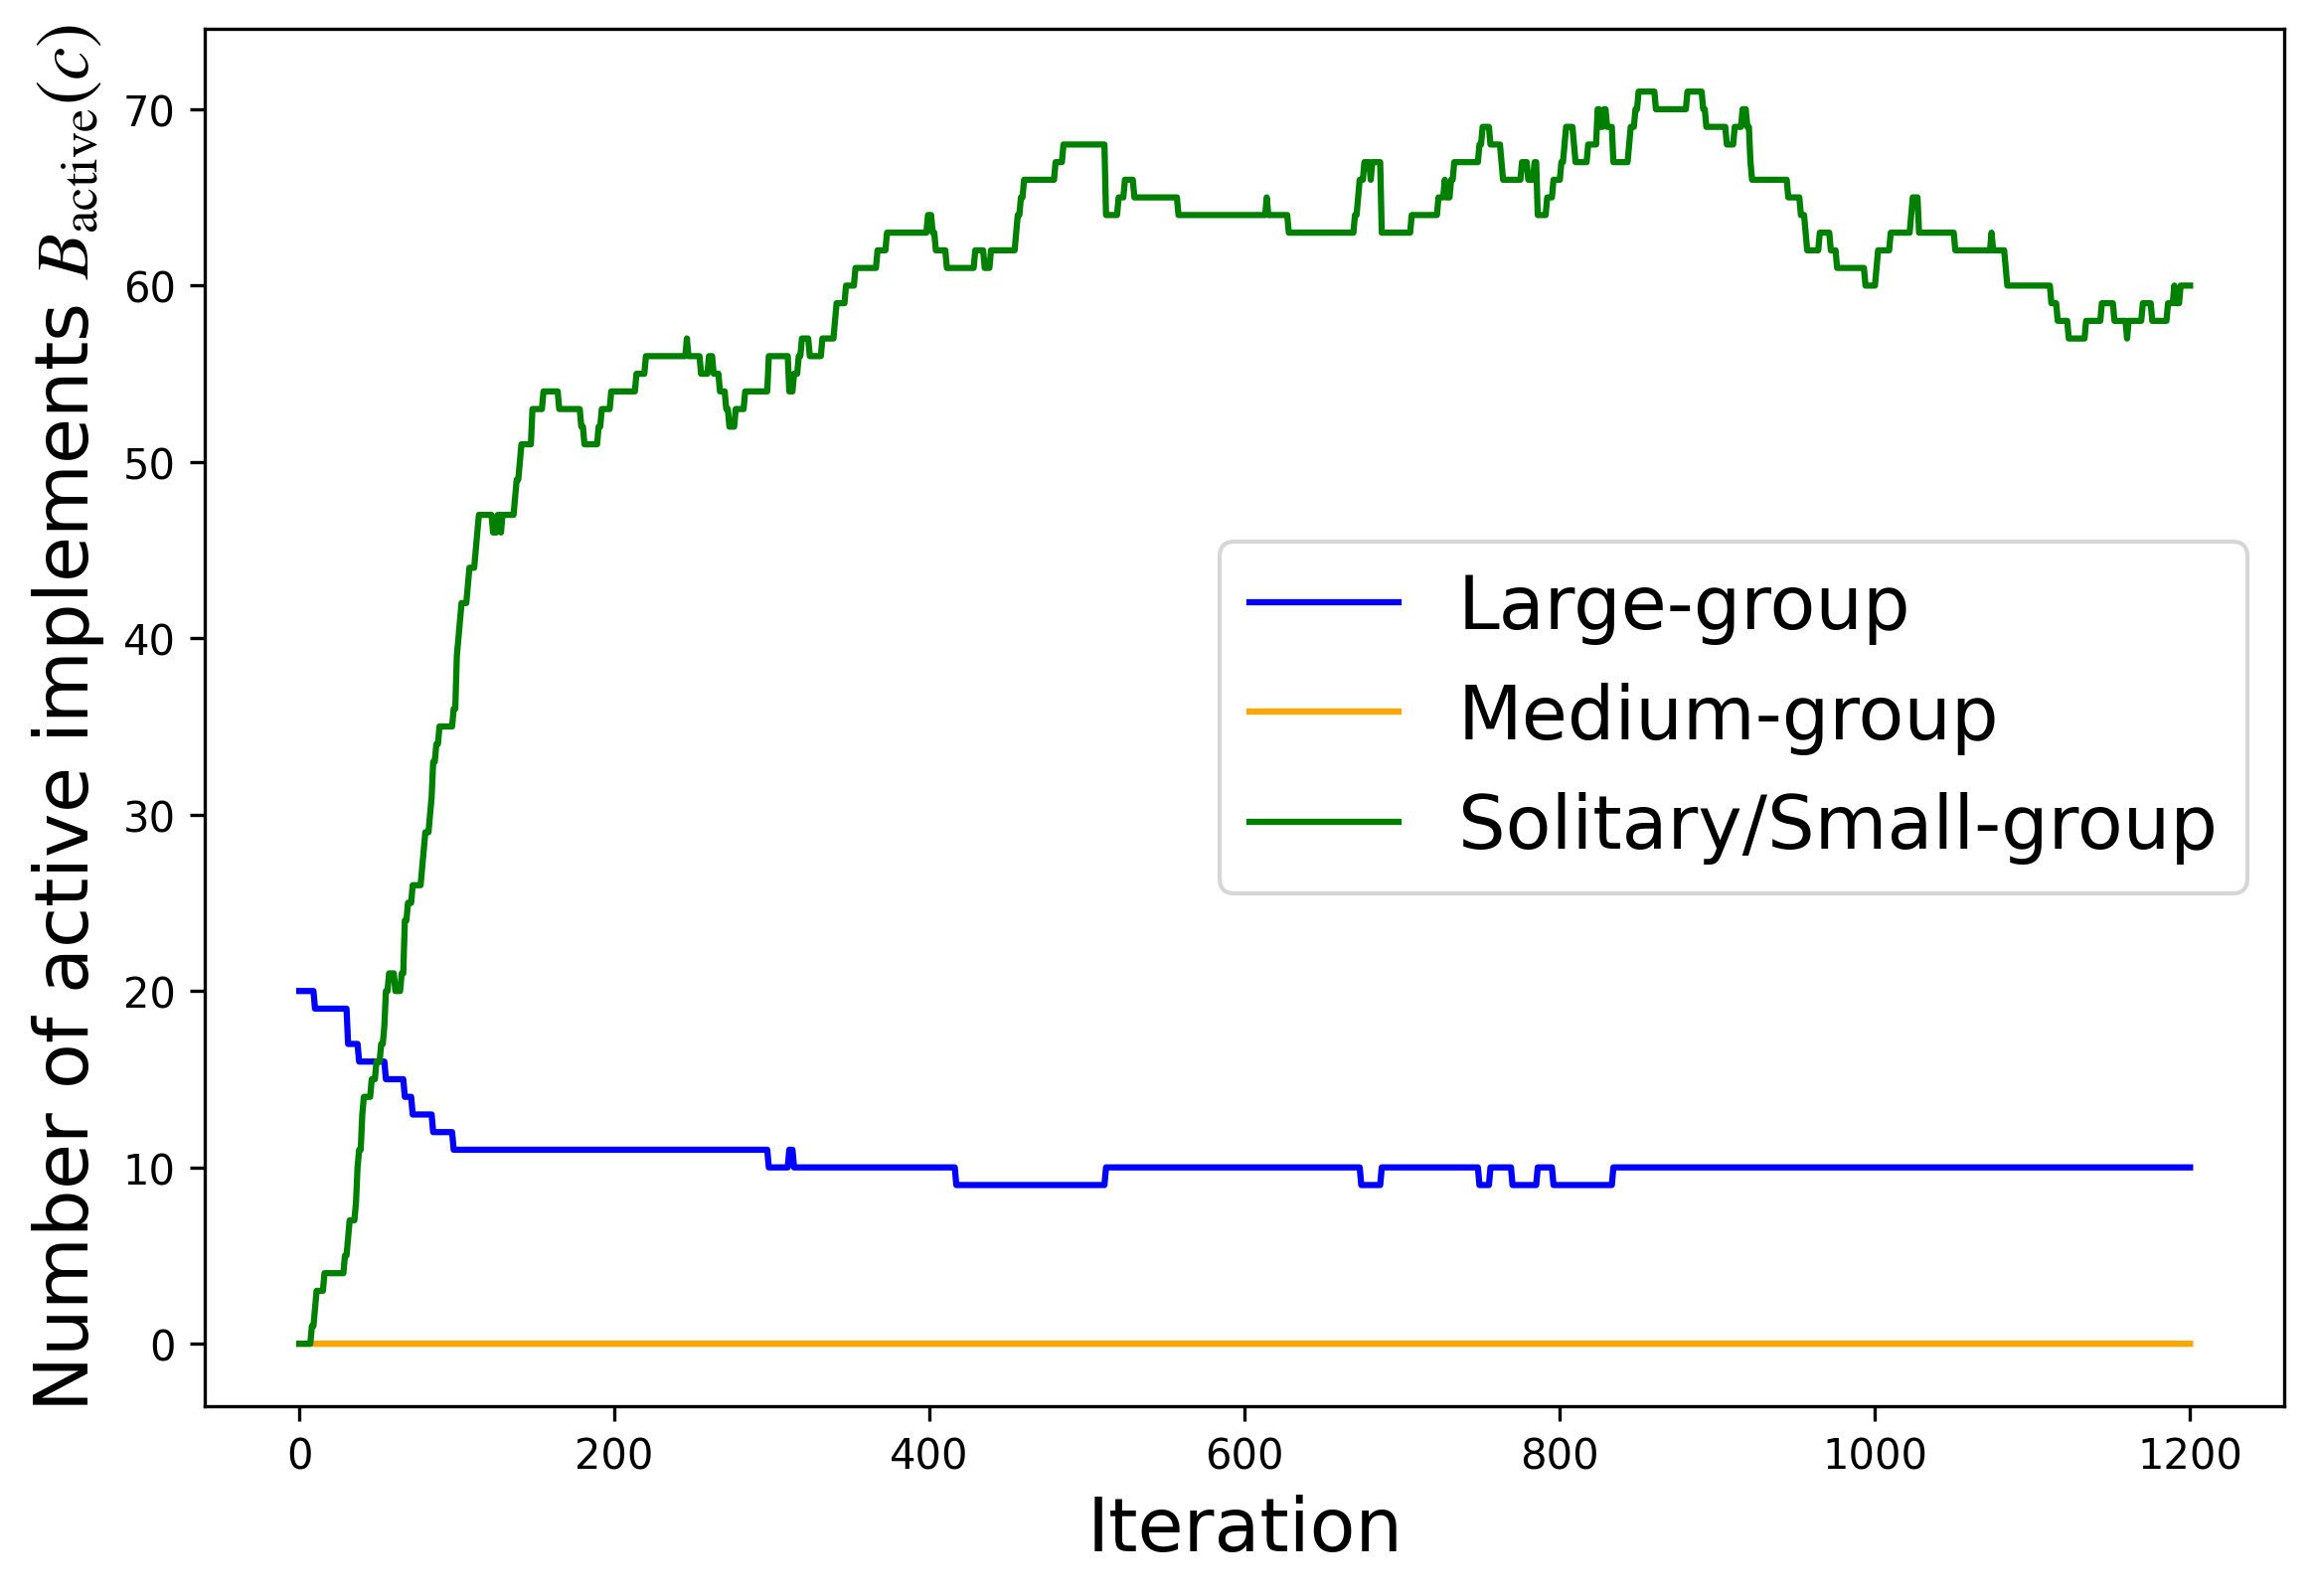 Number of active implements B_active(c)
70
60
50
40
30
20
10
0
Large-group
Medium-group
Solitary/Small-group
0 200 400 600 800 1000 1200
Iteration